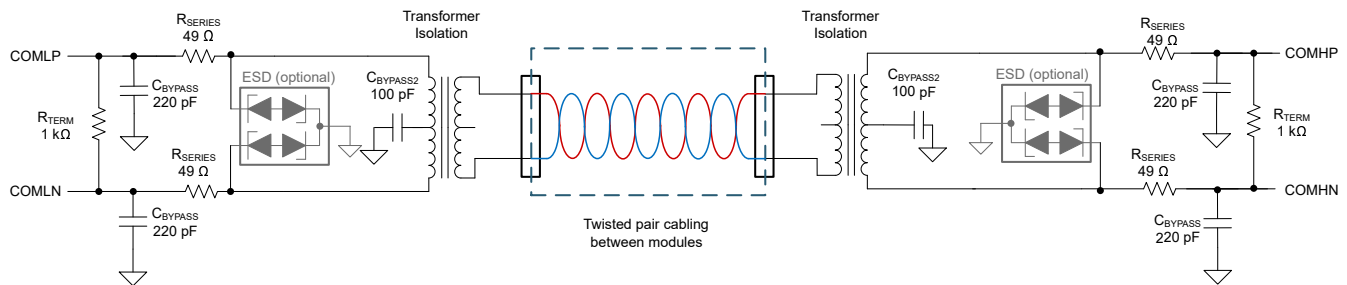 Transformer
Isolation
Transformer
Isolation
COMLP
RSERIES
49 Ω
CBYPASS
220 pF
RTERM
1 kΩ
RSERIES
49 Ω
COMLN
CBYPASS
220 pF
ESD (optional)
CBYPASS2
100 pF
Twisted pair cabling
between modules
CBYPASS2
100 pF
ESD (optional)
RSERIES
49 Ω
COMHP
CBYPASS
220 pF
RTERM
1 kΩ
RSERIES
49 Ω
COMHN
CBYPASS
220 pF